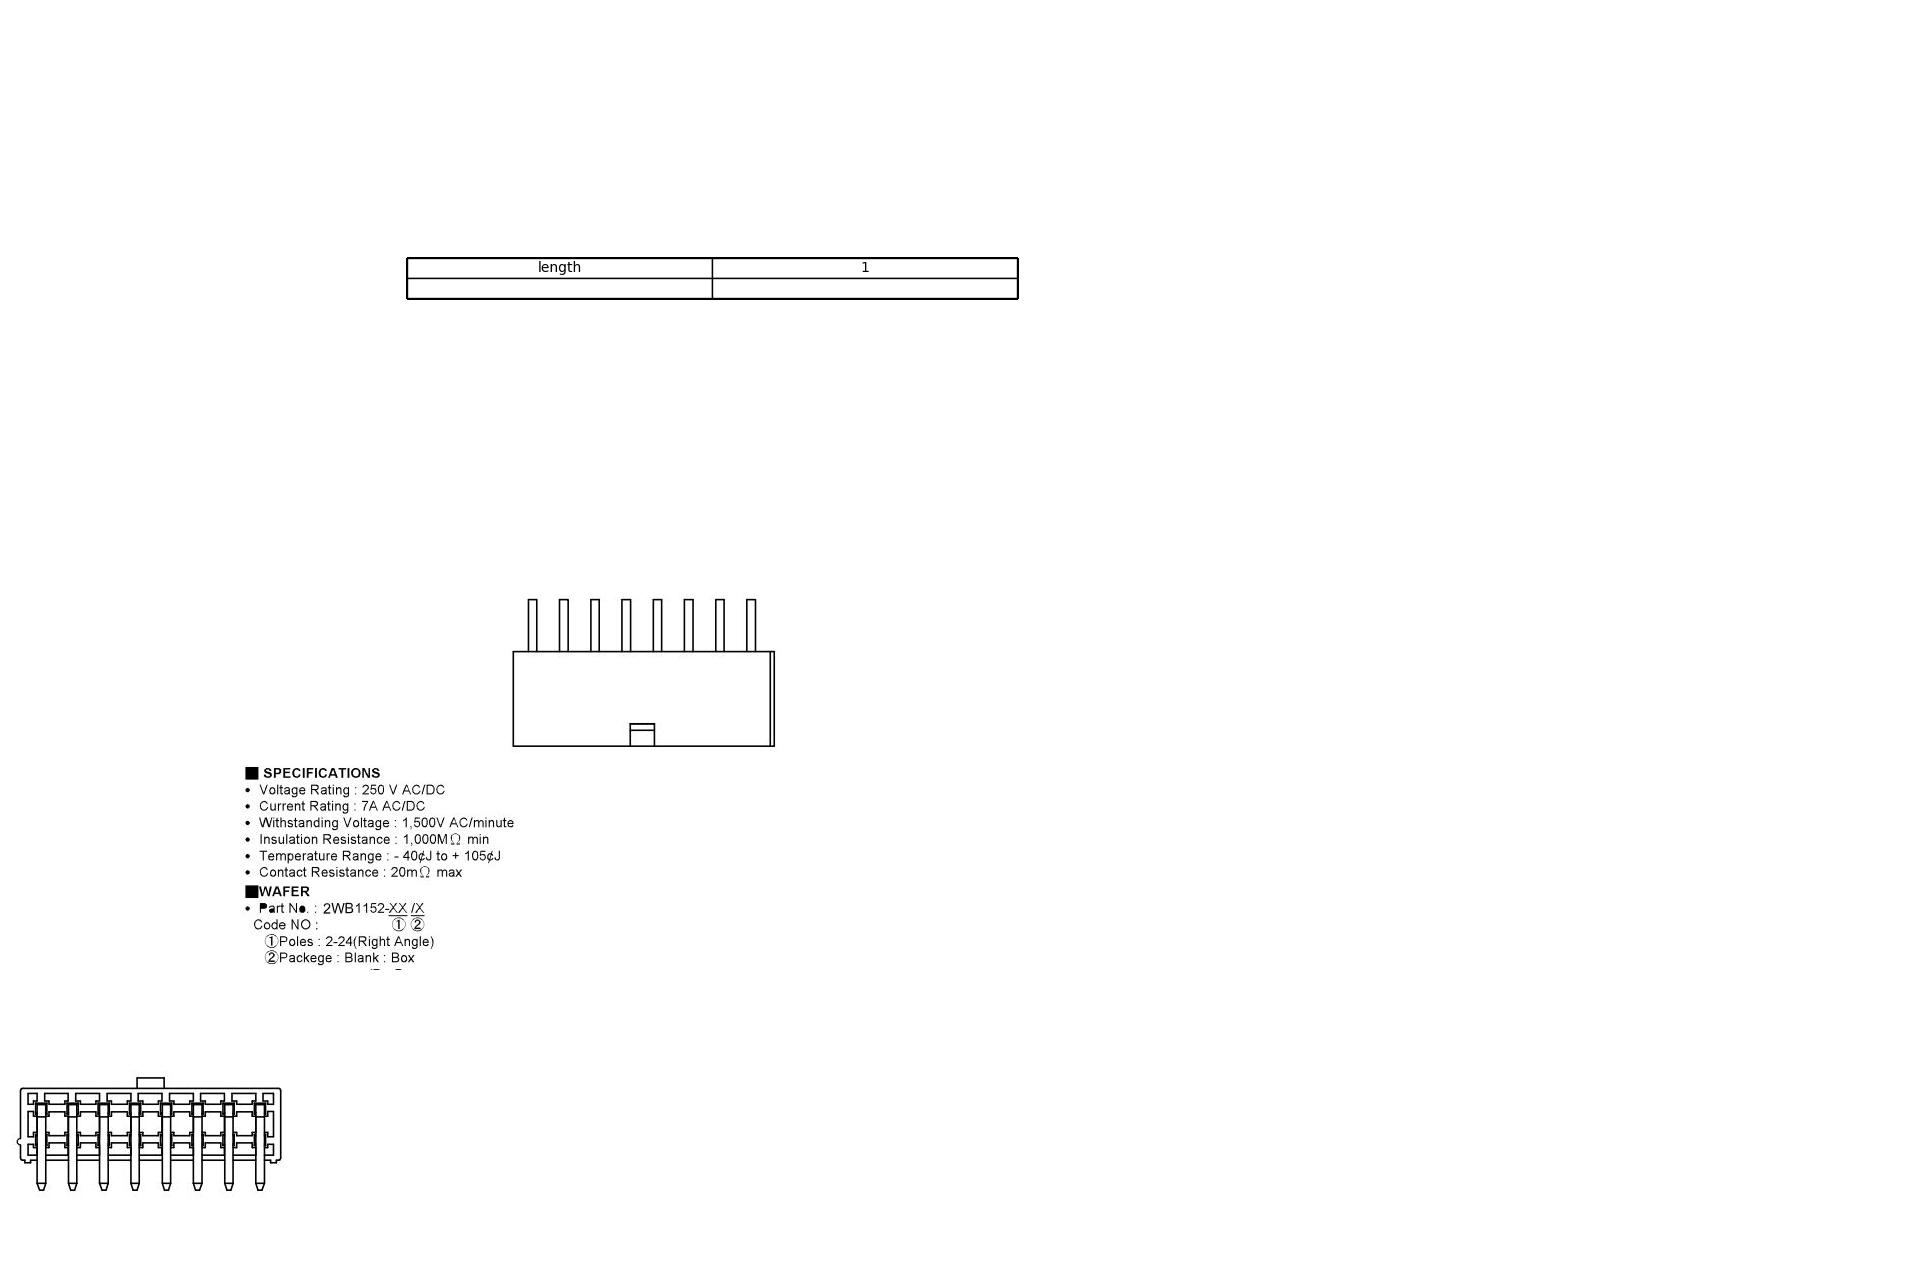 length 1
■ SPECIFICATIONS
• Voltage Rating : 250 V AC/DC
• Current Rating : 7A AC/DC
• Withstanding Voltage : 1,500V AC/minute
• Insulation Resistance : 1,000MΩ min
• Temperature Range : - 40¢J to + 105¢J
• Contact Resistance : 20mΩ max
■WAFER
• Part No. : 2WB1152-XX /X
Code NO : ① ②
①Poles : 2-24(Right Angle)
②Packege : Blank : Box